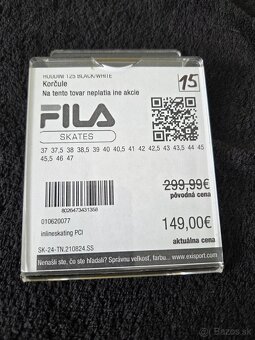 HOUDINI 125 BLACK/WHITE
15
Korčule
Na tento tovar neplatia ine akcie
FILA
SKATES
37 37,5 38 38,5 39 40 40,5 41 42 42,5 43 43,5 44 45
45,5 46 47
299,99€
pôvodná cena
8026473431358
149,00€
aktuálna cena
010620077
inlineskating PCI
SK-24-TN.210824.SS
Nenašli ste, čo ste hľadali? Správnu veľkosť, farbu... www.exisport.com
bazos.sk